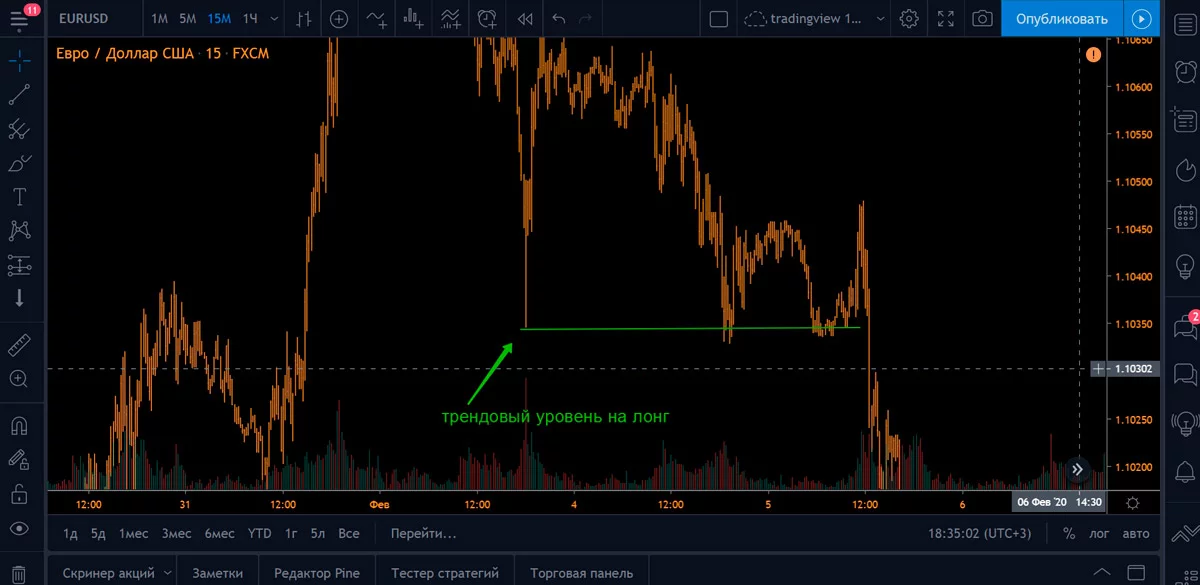 11
EURUSD
1М 5М 15М 1Ч
tradingview 1...
Опубликовать
Евро / Доллар США · 15 · FXCM
1.10650
1.10600
1.10550
1.10500
1.10450
1.10400
1.10350
1.10302
1.10250
1.10200
2
трендовый уровень на лонг
12:00 31 12:00 Фев 12:00 4 12:00 5 12:00 6 06 Фев '20 14:30
1д 5д 1мес 3мес 6мес YTD 1г 5л Все Перейти... 18:35:02 (UTC+3) % лог авто
Скринер акций Заметки Редактор Pine Тестер стратегий Торговая панель